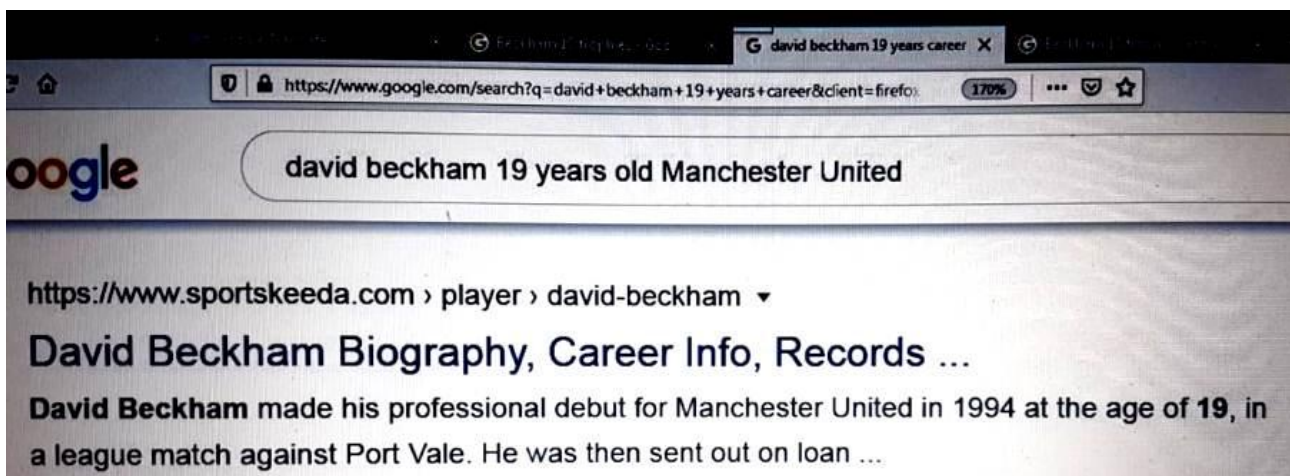 david beckham 19 years career
https://www.google.com/search?q=david+beckham+19+years+career&client=firefox
170%
oogle
david beckham 19 years old Manchester United
https://www.sportskeeda.com › player › david-beckham
David Beckham Biography, Career Info, Records ...
David Beckham made his professional debut for Manchester United in 1994 at the age of 19, in
a league match against Port Vale. He was then sent out on loan ...